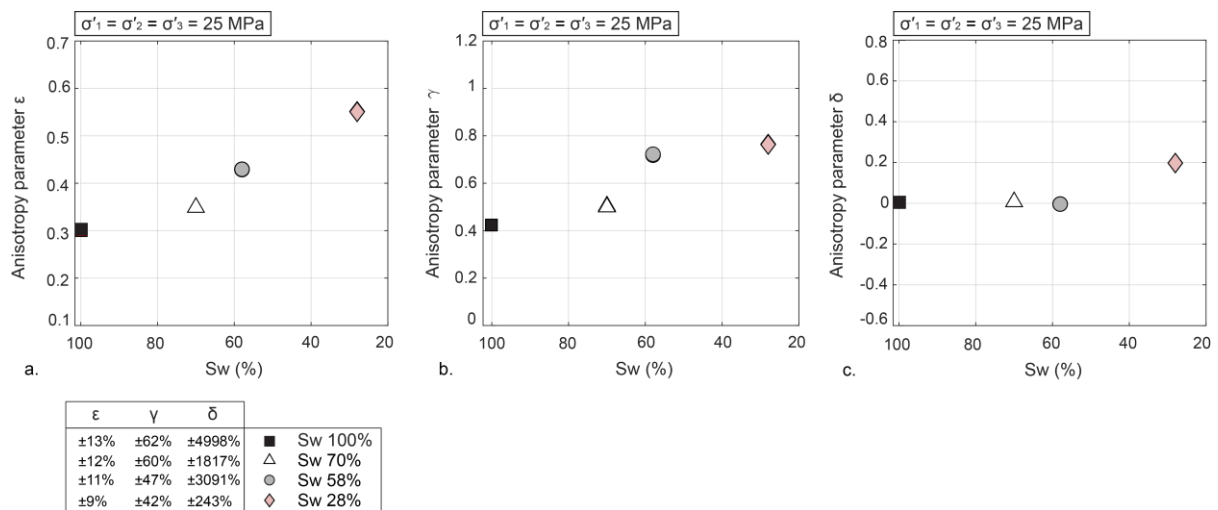 σ′₁ = σ′₂ = σ′₃ = 25 MPa
0.7
0.6
0.5
0.4
0.3
0.2
0.1
Anisotropy parameter ε
100 80 60 40 20
Sw (%)
a.
σ′₁ = σ′₂ = σ′₃ = 25 MPa
1.2
1
0.8
0.6
0.4
0.2
0
Anisotropy parameter γ
100 80 60 40 20
Sw (%)
b.
σ′₁ = σ′₂ = σ′₃ = 25 MPa
0.8
0.6
0.4
0.2
0
-0.2
-0.4
-0.6
Anisotropy parameter δ
100 80 60 40 20
Sw (%)
c.
ε γ δ
±13% ±62% ±4998% Sw 100%
±12% ±60% ±1817% Sw 70%
±11% ±47% ±3091% Sw 58%
±9% ±42% ±243% Sw 28%